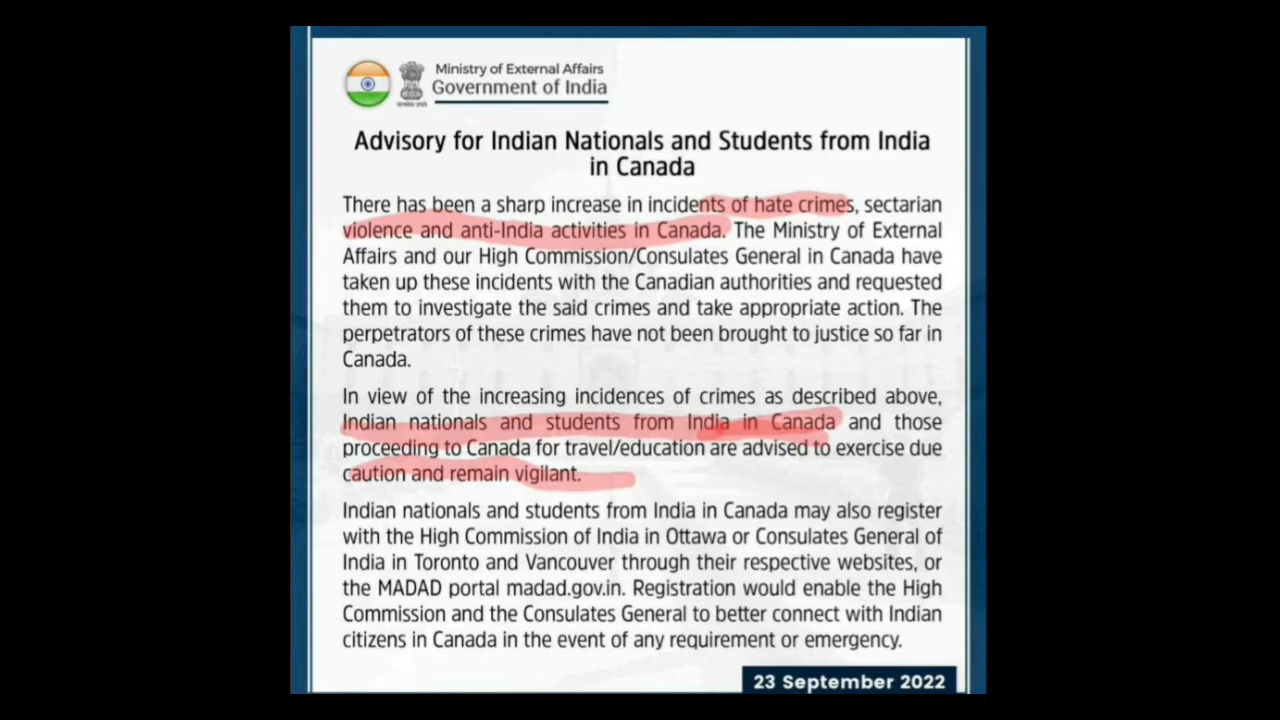 Ministry of External Affairs
Government of India
Advisory for Indian Nationals and Students from India
in Canada
There has been a sharp increase in incidents of hate crimes, sectarian
violence and anti-India activities in Canada. The Ministry of External
Affairs and our High Commission/Consulates General in Canada have
taken up these incidents with the Canadian authorities and requested
them to investigate the said crimes and take appropriate action. The
perpetrators of these crimes have not been brought to justice so far in
Canada.
In view of the increasing incidences of crimes as described above,
Indian nationals and students from India in Canada and those
proceeding to Canada for travel/education are advised to exercise due
caution and remain vigilant.
Indian nationals and students from India in Canada may also register
with the High Commission of India in Ottawa or Consulates General of
India in Toronto and Vancouver through their respective websites, or
the MADAD portal madad.gov.in. Registration would enable the High
Commission and the Consulates General to better connect with Indian
citizens in Canada in the event of any requirement or emergency.
23 September 2022